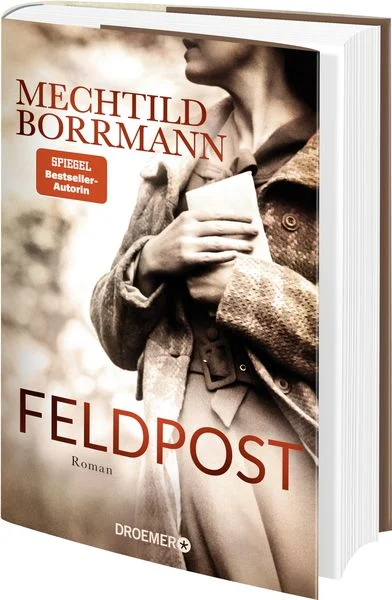 MECHTILD
BORRMANN
SPIEGEL
Bestseller-
Autorin
FELDPOST
Roman
DROEMER